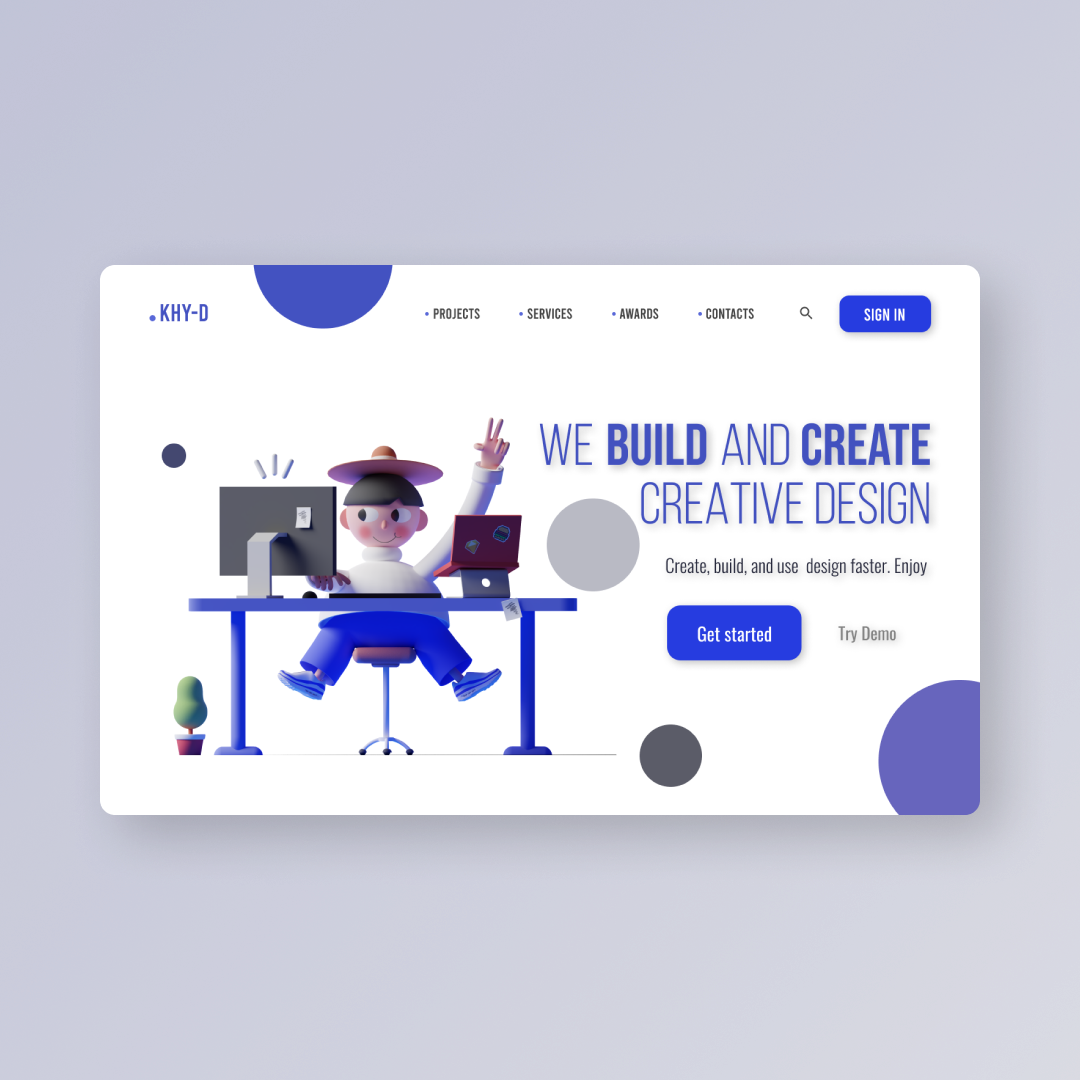 .KHY-D
• PROJECTS • SERVICES • AWARDS • CONTACTS SIGN IN
WE BUILD AND CREATE
CREATIVE DESIGN
Create, build, and use  design faster. Enjoy
Get started Try Demo